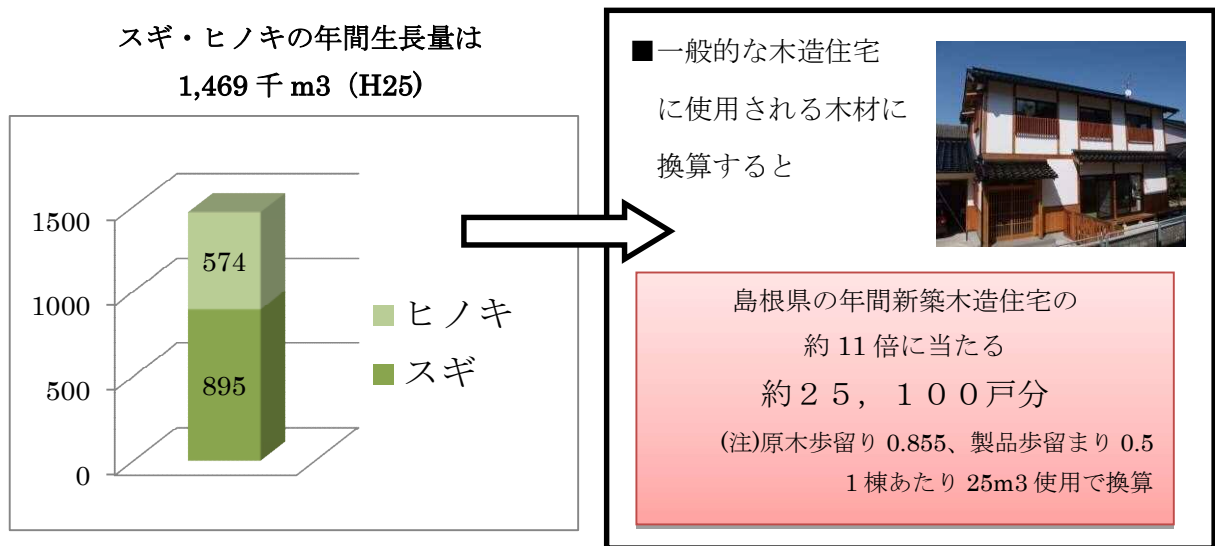 スギ・ヒノキの年間生長量は
1,469 千 m3（H25）
1500
1000
500
0
574
895
ヒノキ
スギ
■一般的な木造住宅
に使用される木材に
換算すると
島根県の年間新築木造住宅の
約 11 倍に当たる
約２５，１００戸分
(注)原木歩留り 0.855、製品歩留まり 0.5
１棟あたり 25m3 使用で換算